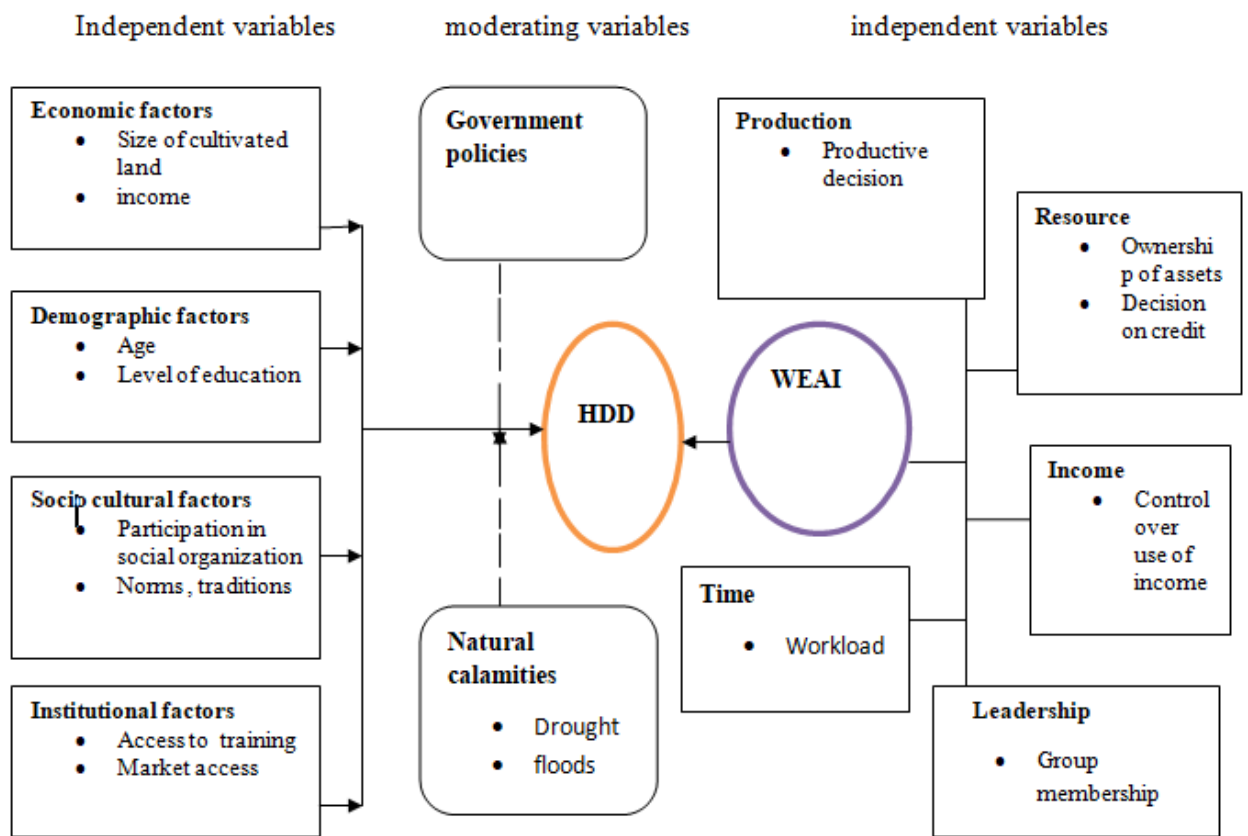 Independent variables
moderating variables
independent variables
Economic factors
• Size of cultivated
land
• income
Demographic factors
• Age
• Level of education
Socio cultural factors
• Participation in
social organization
• Norms , traditions
Institutional factors
• Access to training
• Market access
Government
policies
HDD
Natural
calamities
• Drought
• floods
WEAI
Production
• Productive
decision
Resource
• Ownershi
p of assets
• Decision
on credit
Income
• Control
over
use of
income
Time
• Workload
Leadership
• Group
membership